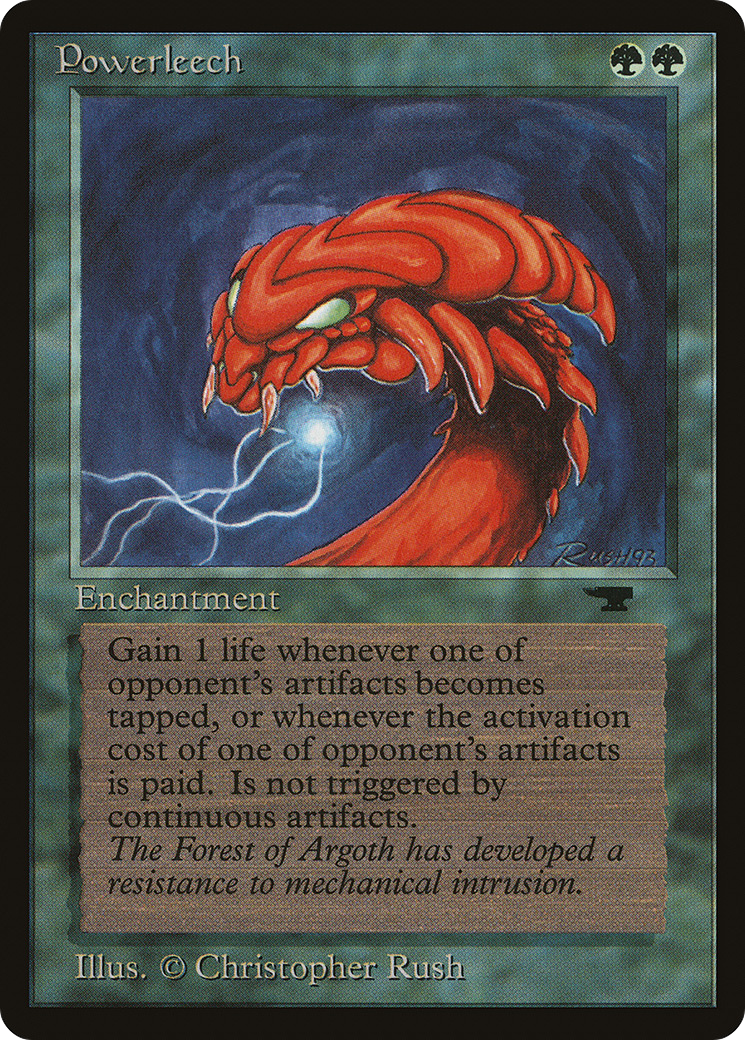 Powerleech
RUSH93
Enchantment
Gain 1 life whenever one of
opponent's artifacts becomes
tapped, or whenever the activation
cost of one of opponent's artifacts
is paid. Is not triggered by
continuous artifacts.
The Forest of Argoth has developed a
resistance to mechanical intrusion.
Illus. © Christopher Rush